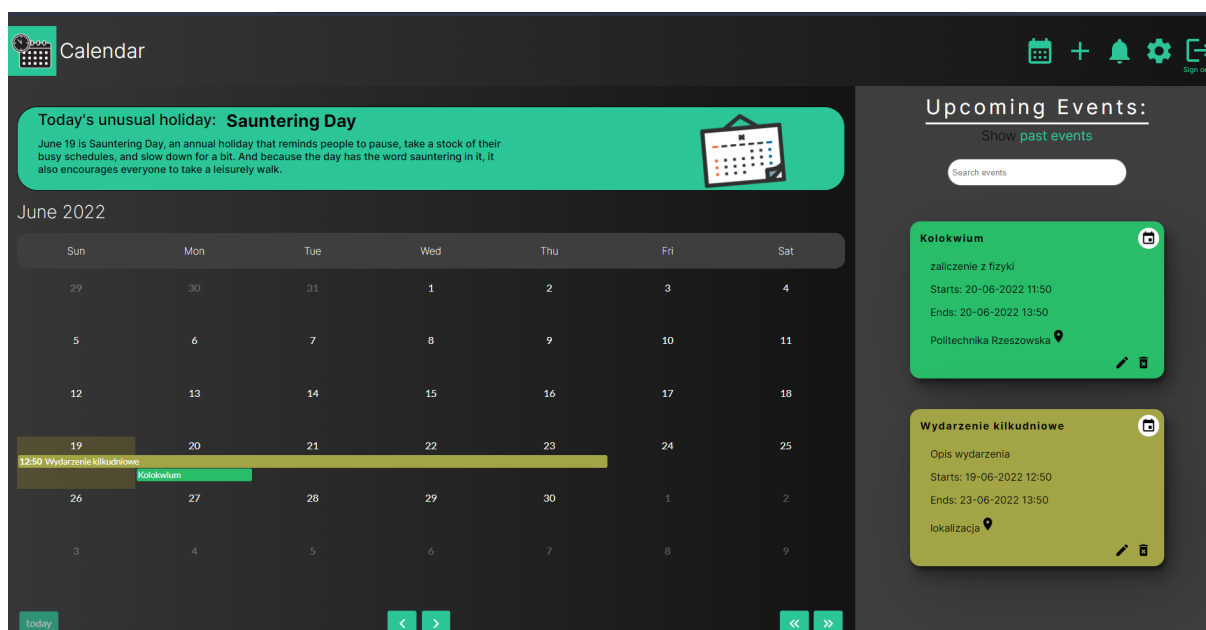 Calendar
Sign
Today's unusual holiday: Sauntering Day
June 19 is Sauntering Day, an annual holiday that reminds people to pause, take a stock of their
busy schedules, and slow down for a bit. And because the day has the word sauntering in it, it
also encourages everyone to take a leisurely walk.
June 2022
Sun Mon Tue Wed Thu Fri Sat
29 30 31 1 2 3 4
5 6 7 8 9 10 11
12 13 14 15 16 17 18
19 20 21 22 23 24 25
12:50 Wydarzenie kilkudniowe
Kolokwium
26 27 28 29 30 1 2
3 4 5 6 7 8 9
today
Upcoming Events:
Show past events
Search events
Kolokwium
zaliczenie z fizyki
Starts: 20-06-2022 11:50
Ends: 20-06-2022 13:50
Politechnika Rzeszowska
Wydarzenie kilkudniowe
Opis wydarzenia
Starts: 19-06-2022 12:50
Ends: 23-06-2022 13:50
lokalizacja